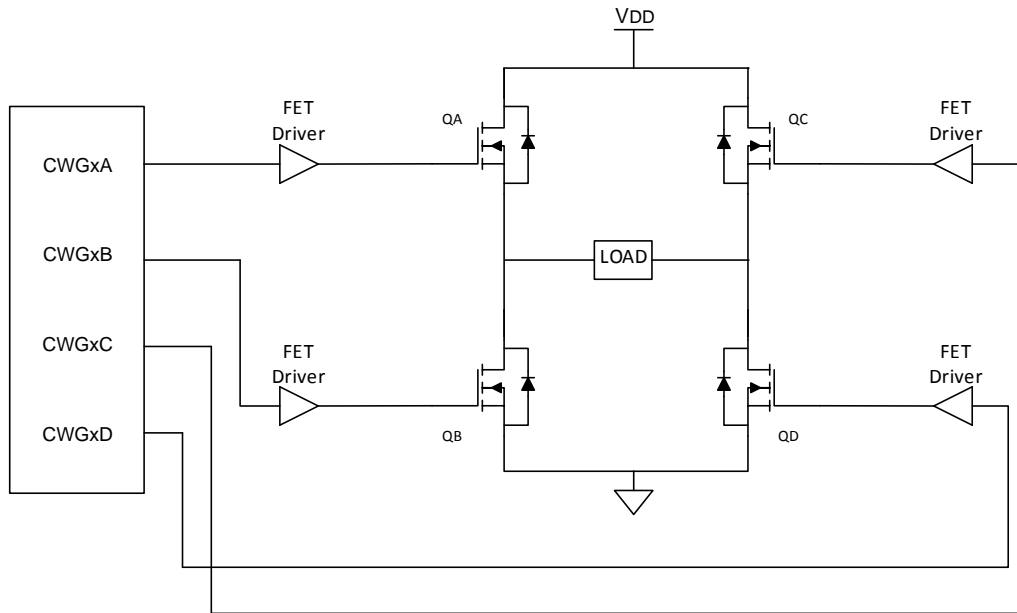 VDD
FET
Driver
QA
QC
FET
Driver
CWGxA
CWGxB
LOAD
CWGxC
FET
Driver
FET
Driver
CWGxD
QB
QD